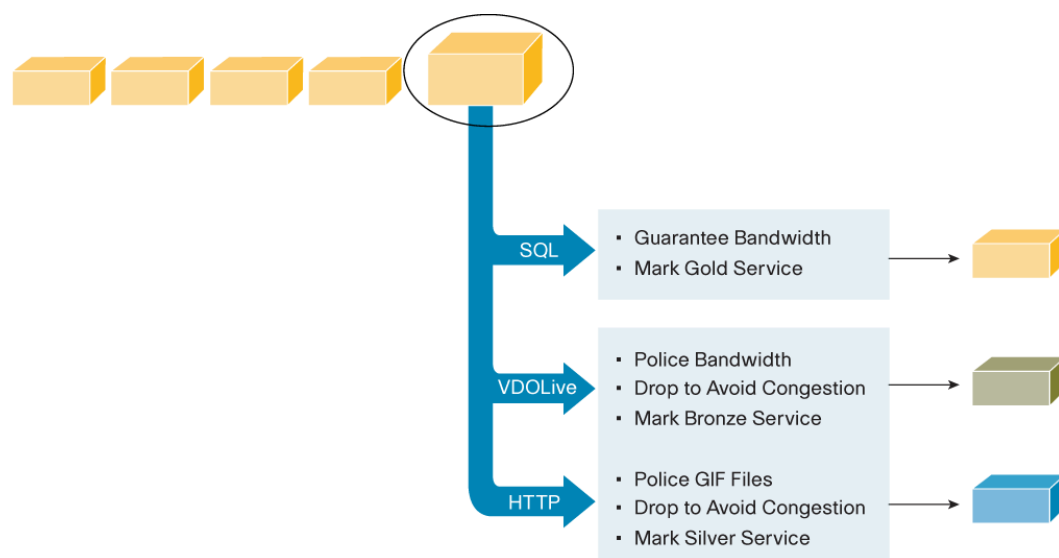 SQL
▪ Guarantee Bandwidth
▪ Mark Gold Service
VDOLive
▪ Police Bandwidth
▪ Drop to Avoid Congestion
▪ Mark Bronze Service
HTTP
▪ Police GIF Files
▪ Drop to Avoid Congestion
▪ Mark Silver Service